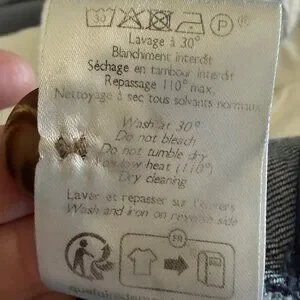 30
P
®
Lavage à 30°
Blanchiment interdit
Séchage en tambour interdit
Repassage 110° max.
Nettoyage à sec tous solvants normaux
Wash at 30°
Do not bleach
Do not tumble dry
low heat (110°)
Dry cleaning
Laver et repasser sur l'envers
Wash and iron on reverse side
FR